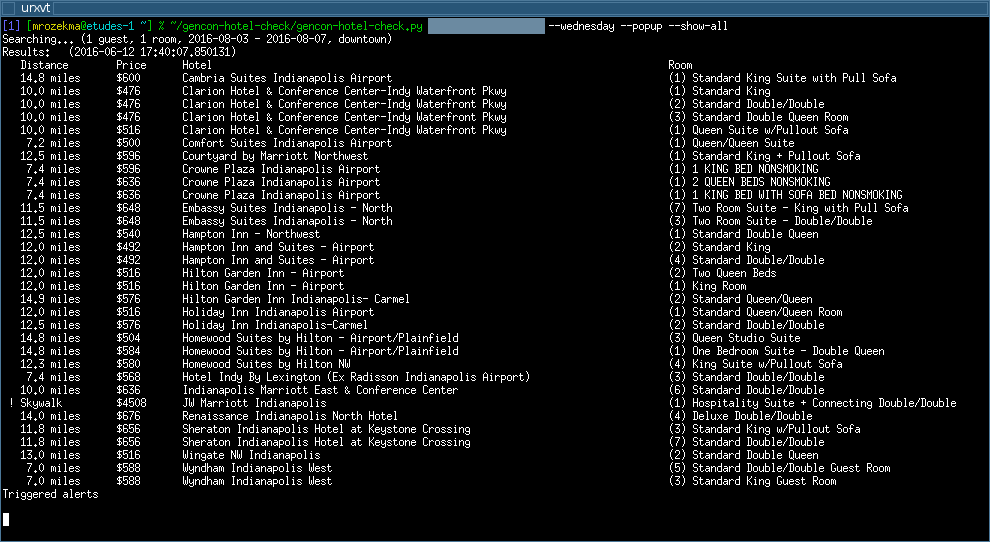 urxvt
[1] [mrozekma@etudes-1 ~] % ~/gencon-hotel-check/gencon-hotel-check.py --wednesday --popup --show-all
Searching... (1 guest, 1 room, 2016-08-03 - 2016-08-07, downtown)
Results:   (2016-06-12 17:40:07.850131)
Distance Price Hotel Room
14.8 miles $600 Cambria Suites Indianapolis Airport (1) Standard King Suite with Pull Sofa
10.0 miles $476 Clarion Hotel & Conference Center-Indy Waterfront Pkwy (1) Standard King
10.0 miles $476 Clarion Hotel & Conference Center-Indy Waterfront Pkwy (2) Standard Double/Double
10.0 miles $476 Clarion Hotel & Conference Center-Indy Waterfront Pkwy (3) Standard Double Queen Room
10.0 miles $516 Clarion Hotel & Conference Center-Indy Waterfront Pkwy (1) Queen Suite w/Pullout Sofa
7.2 miles $500 Comfort Suites Indianapolis Airport (1) Queen/Queen Suite
12.5 miles $596 Courtyard by Marriott Northwest (1) Standard King + Pullout Sofa
7.4 miles $596 Crowne Plaza Indianapolis Airport (1) 1 KING BED NONSMOKING
7.4 miles $636 Crowne Plaza Indianapolis Airport (1) 2 QUEEN BEDS NONSMOKING
7.4 miles $636 Crowne Plaza Indianapolis Airport (1) 1 KING BED WITH SOFA BED NONSMOKING
11.5 miles $648 Embassy Suites Indianapolis - North (7) Two Room Suite - King with Pull Sofa
11.5 miles $648 Embassy Suites Indianapolis - North (3) Two Room Suite - Double/Double
12.5 miles $540 Hampton Inn - Northwest (1) Standard Double Queen
12.0 miles $492 Hampton Inn and Suites - Airport (2) Standard King
12.0 miles $492 Hampton Inn and Suites - Airport (4) Standard Double/Double
12.0 miles $516 Hilton Garden Inn - Airport (2) Two Queen Beds
12.0 miles $516 Hilton Garden Inn - Airport (1) King Room
14.9 miles $576 Hilton Garden Inn Indianapolis- Carmel (2) Standard Queen/Queen
12.0 miles $516 Holiday Inn Indianapolis Airport (1) Standard Queen/Queen Room
12.5 miles $576 Holiday Inn Indianapolis-Carmel (2) Standard Double/Double
14.8 miles $504 Homewood Suites by Hilton - Airport/Plainfield (3) Queen Studio Suite
14.8 miles $584 Homewood Suites by Hilton - Airport/Plainfield (1) One Bedroom Suite - Double Queen
12.3 miles $580 Homewood Suites by Hilton NW (4) King Suite w/Pullout Sofa
7.4 miles $568 Hotel Indy By Lexington (Ex Radisson Indianapolis Airport) (3) Standard Double/Double
10.0 miles $636 Indianapolis Marriott East & Conference Center (6) Standard Double/Double
! Skywalk $4508 JW Marriott Indianapolis (1) Hospitality Suite + Connecting Double/Double
14.0 miles $676 Renaissance Indianapolis North Hotel (4) Deluxe Double/Double
11.8 miles $656 Sheraton Indianapolis Hotel at Keystone Crossing (3) Standard King w/Pullout Sofa
11.8 miles $656 Sheraton Indianapolis Hotel at Keystone Crossing (7) Standard Double/Double
13.0 miles $516 Wingate NW Indianapolis (2) Standard Double Queen
7.0 miles $588 Wyndham Indianapolis West (5) Standard Double/Double Guest Room
7.0 miles $588 Wyndham Indianapolis West (3) Standard King Guest Room
Triggered alerts